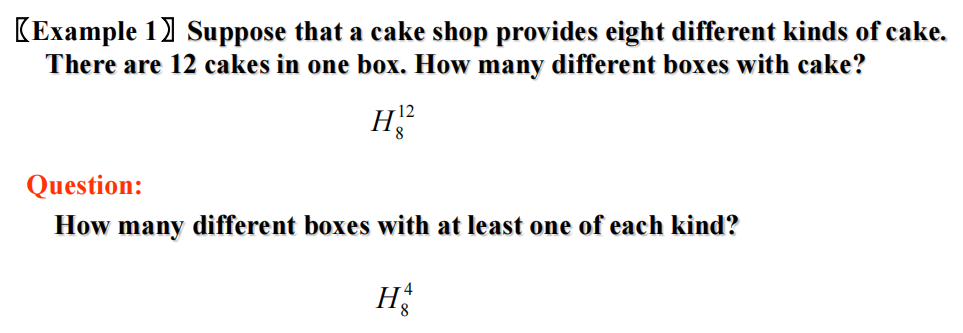 〖Example 1〗 Suppose that a cake shop provides eight different kinds of cake.
There are 12 cakes in one box. How many different boxes with cake?
H_8^{12}
Question:
How many different boxes with at least one of each kind?
H_8^4